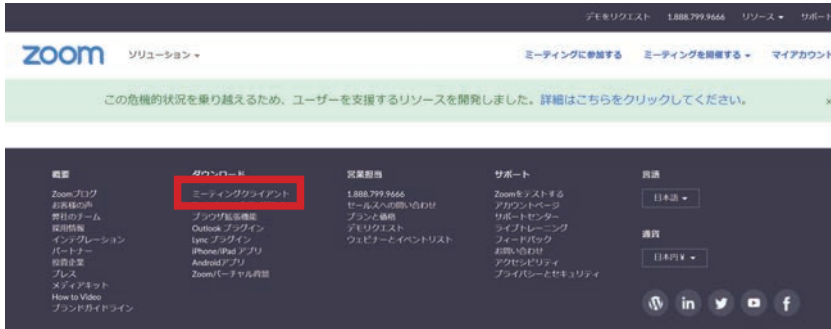 デモをリクエスト 1.888.799.9666 リソース サポート
zoom ソリューション ミーティングに参加する ミーティングを開催する マイアカウント
この危機的状況を乗り越えるため、ユーザーを支援するリソースを開発しました。詳細はこちらをクリックしてください。 ×
概要
Zoomブログ
お客様の声
弊社のチーム
採用情報
インテグレーション
パートナー
投資企業
プレス
メディアキット
How to Video
ブランドガイドライン
ダウンロード
ミーティングクライアント
ブラウザ拡張機能
Outlook プラグイン
Lync プラグイン
iPhone/iPad アプリ
Androidアプリ
Zoomバーチャル背景
営業担当
1.888.799.9666
セールスへの問い合わせ
プランと価格
デモリクエスト
ウェビナーとイベントリスト
サポート
Zoomをテストする
アカウントページ
サポートセンター
ライブトレーニング
フィードバック
お問い合わせ
アクセシビリティ
プライバシーとセキュリティ
言語
日本語
通貨
日本円 ¥
in
f